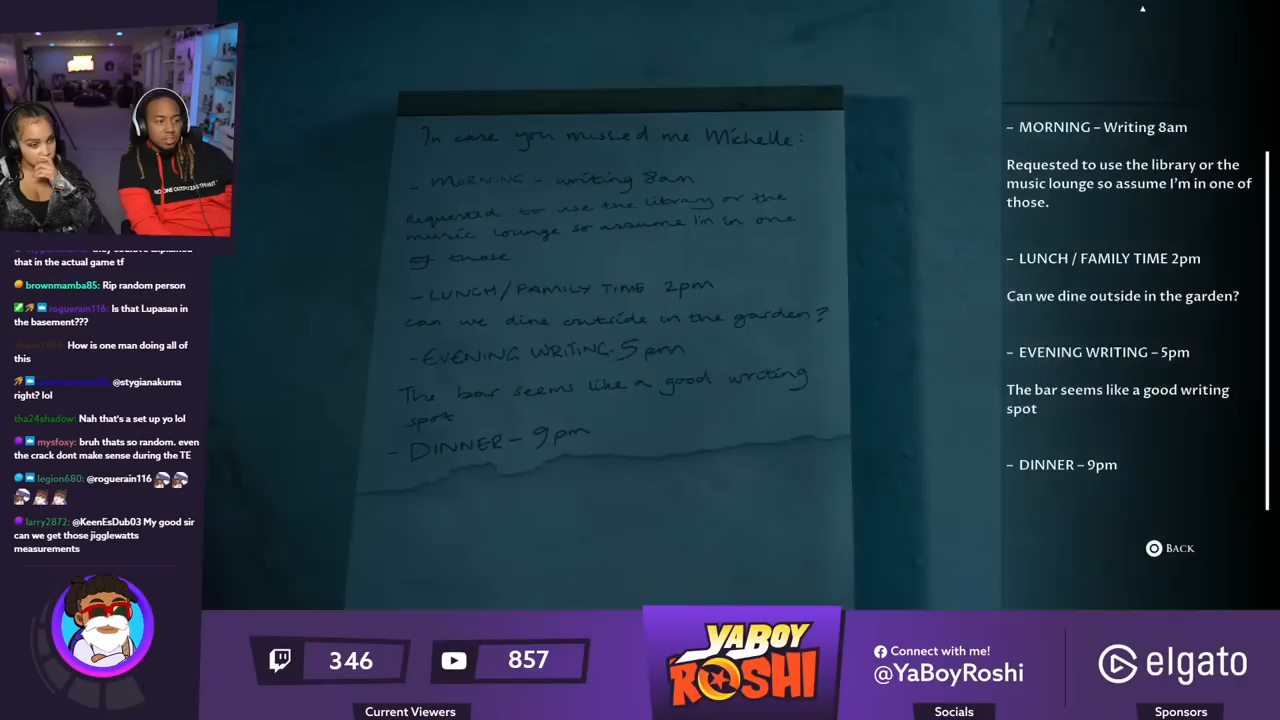 In case you missed me Michelle:
- MORNING - writing 8am
Requested to use the library or the
music lounge so assume I'm in one
of those
- LUNCH/FAMILY TIME 2pm
can we dine outside in the garden?
- EVENING WRITING - 5pm
The bar seems like a good writing
spot
- DINNER - 9pm
– MORNING – Writing 8am
Requested to use the library or the
music lounge so assume I'm in one of
those.
– LUNCH / FAMILY TIME 2pm
Can we dine outside in the garden?
– EVENING WRITING – 5pm
The bar seems like a good writing
spot
– DINNER – 9pm
BACK
that in the actual game tf
brownmamba85: Rip random person
roguerain116: Is that Lupasan in
the basement???
How is one man doing all of
this
@stygianakuma
right? lol
tha24shadow: Nah that's a set up yo lol
mysfoxy: bruh thats so random. even
the crack dont make sense during the TE
legion680: @roguerain116
larry2872: @KeenEsDub03 My good sir
can we get those jigglewatts
measurements
346
857
Current Viewers
YABOY
ROSHI
Connect with me!
@YaBoyRoshi
Socials
elgato
Sponsors